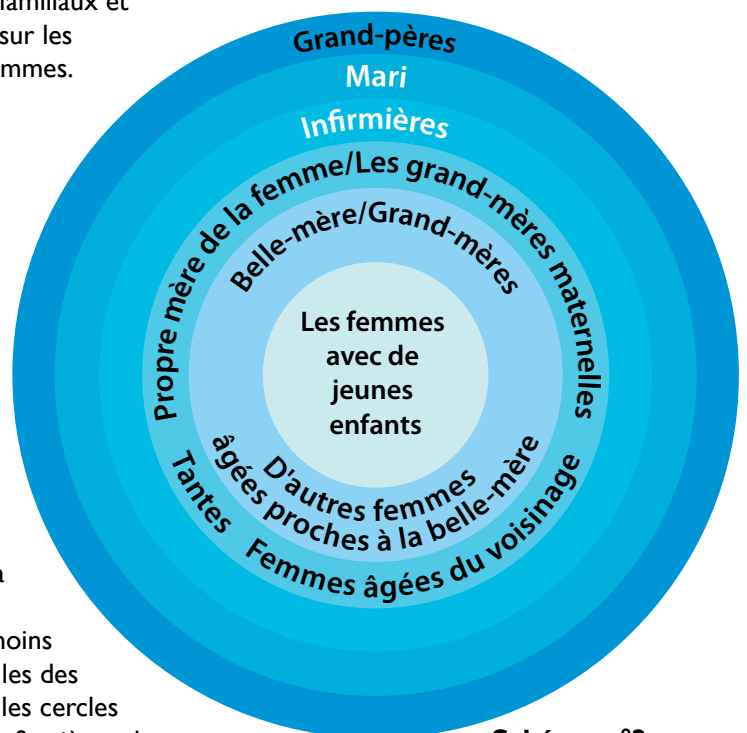 familiaux et
sur les
mmes.
Grand-pères
Mari
Infirmières
Propre mère de la femme/Les grand-mères maternelles
Belle-mère/Grand-mères
Les femmes
avec de
jeunes
enfants
D'autres femmes
âgées proches à la belle-mère
Tantes
Femmes âgées du voisinage
a
moins
les des
les cercles